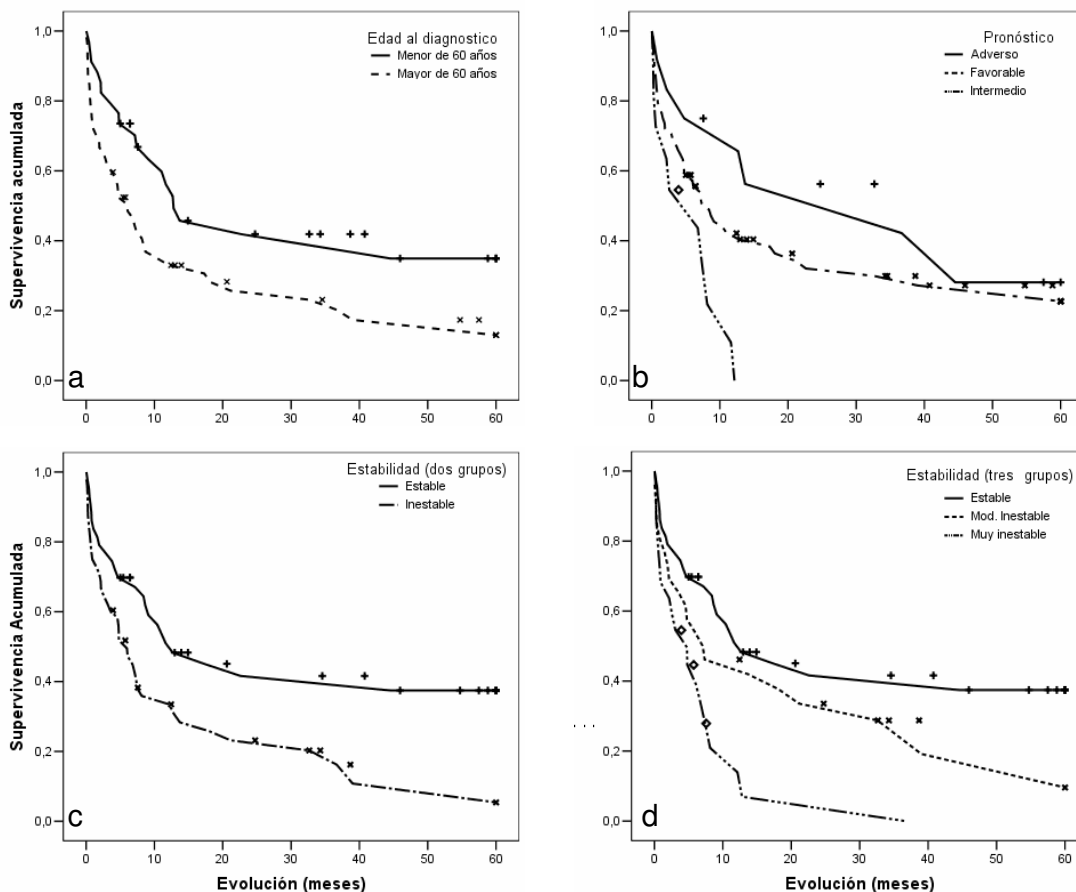 Edad al diagnostico
Menor de 60 años
Mayor de 60 años
Supervivencia acumulada
1,0
0,8
0,6
0,4
0,2
0,0
a
0 10 20 30 40 50 60
Pronóstico
Adverso
Favorable
Intermedio
1,0
0,8
0,6
0,4
0,2
0,0
b
0 10 20 30 40 50 60
Estabilidad (dos grupos)
Estable
Inestable
Supervivencia Acumulada
1,0
0,8
0,6
0,4
0,2
0,0
c
0 10 20 30 40 50 60
Evolución (meses)
Estabilidad (tres grupos)
Estable
Mod. Inestable
Muy inestable
1,0
0,8
0,6
0,4
0,2
0,0
d
0 10 20 30 40 50 60
Evolución (meses)